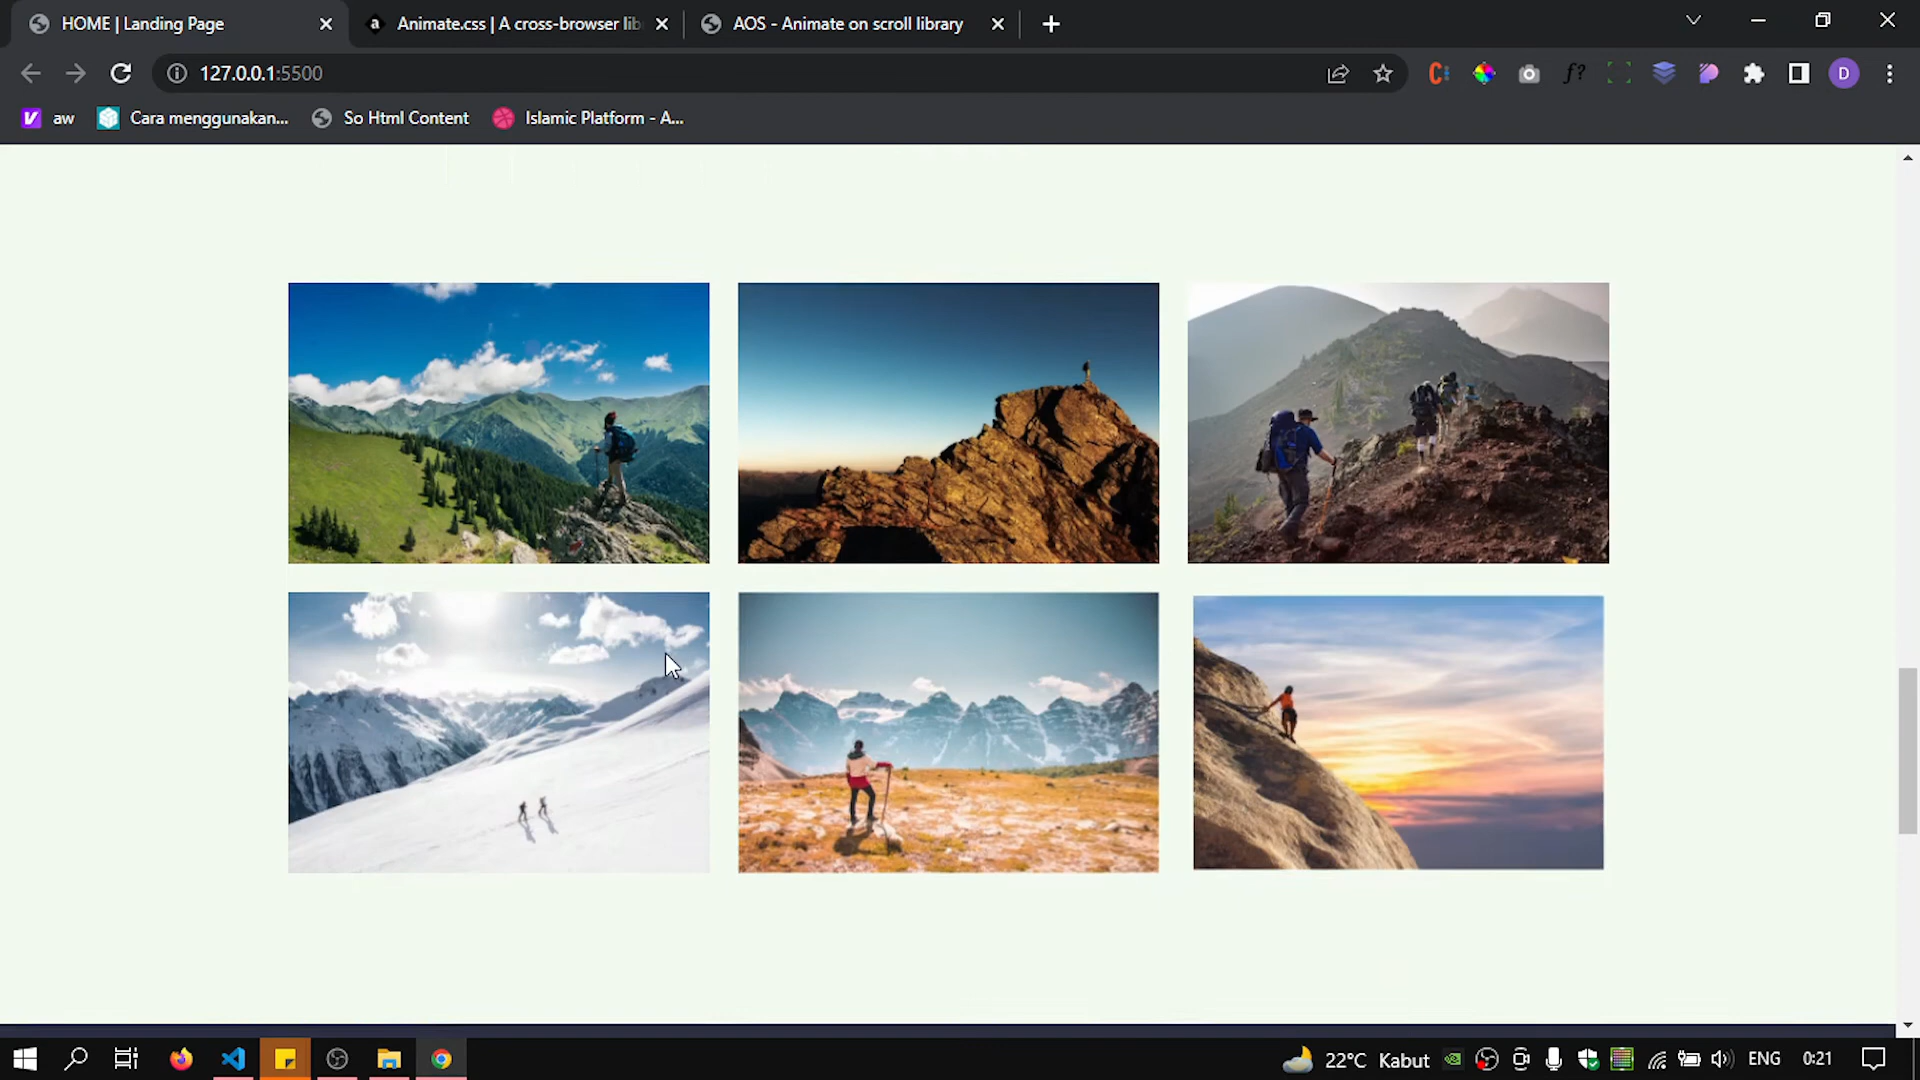 HOME | Landing Page
Animate.css | A cross-browser lib
AOS - Animate on scroll library
127.0.0.1:5500
D
aw
Cara menggunakan...
So Html Content
Islamic Platform - A...
22°C Kabut
ENG
0:21